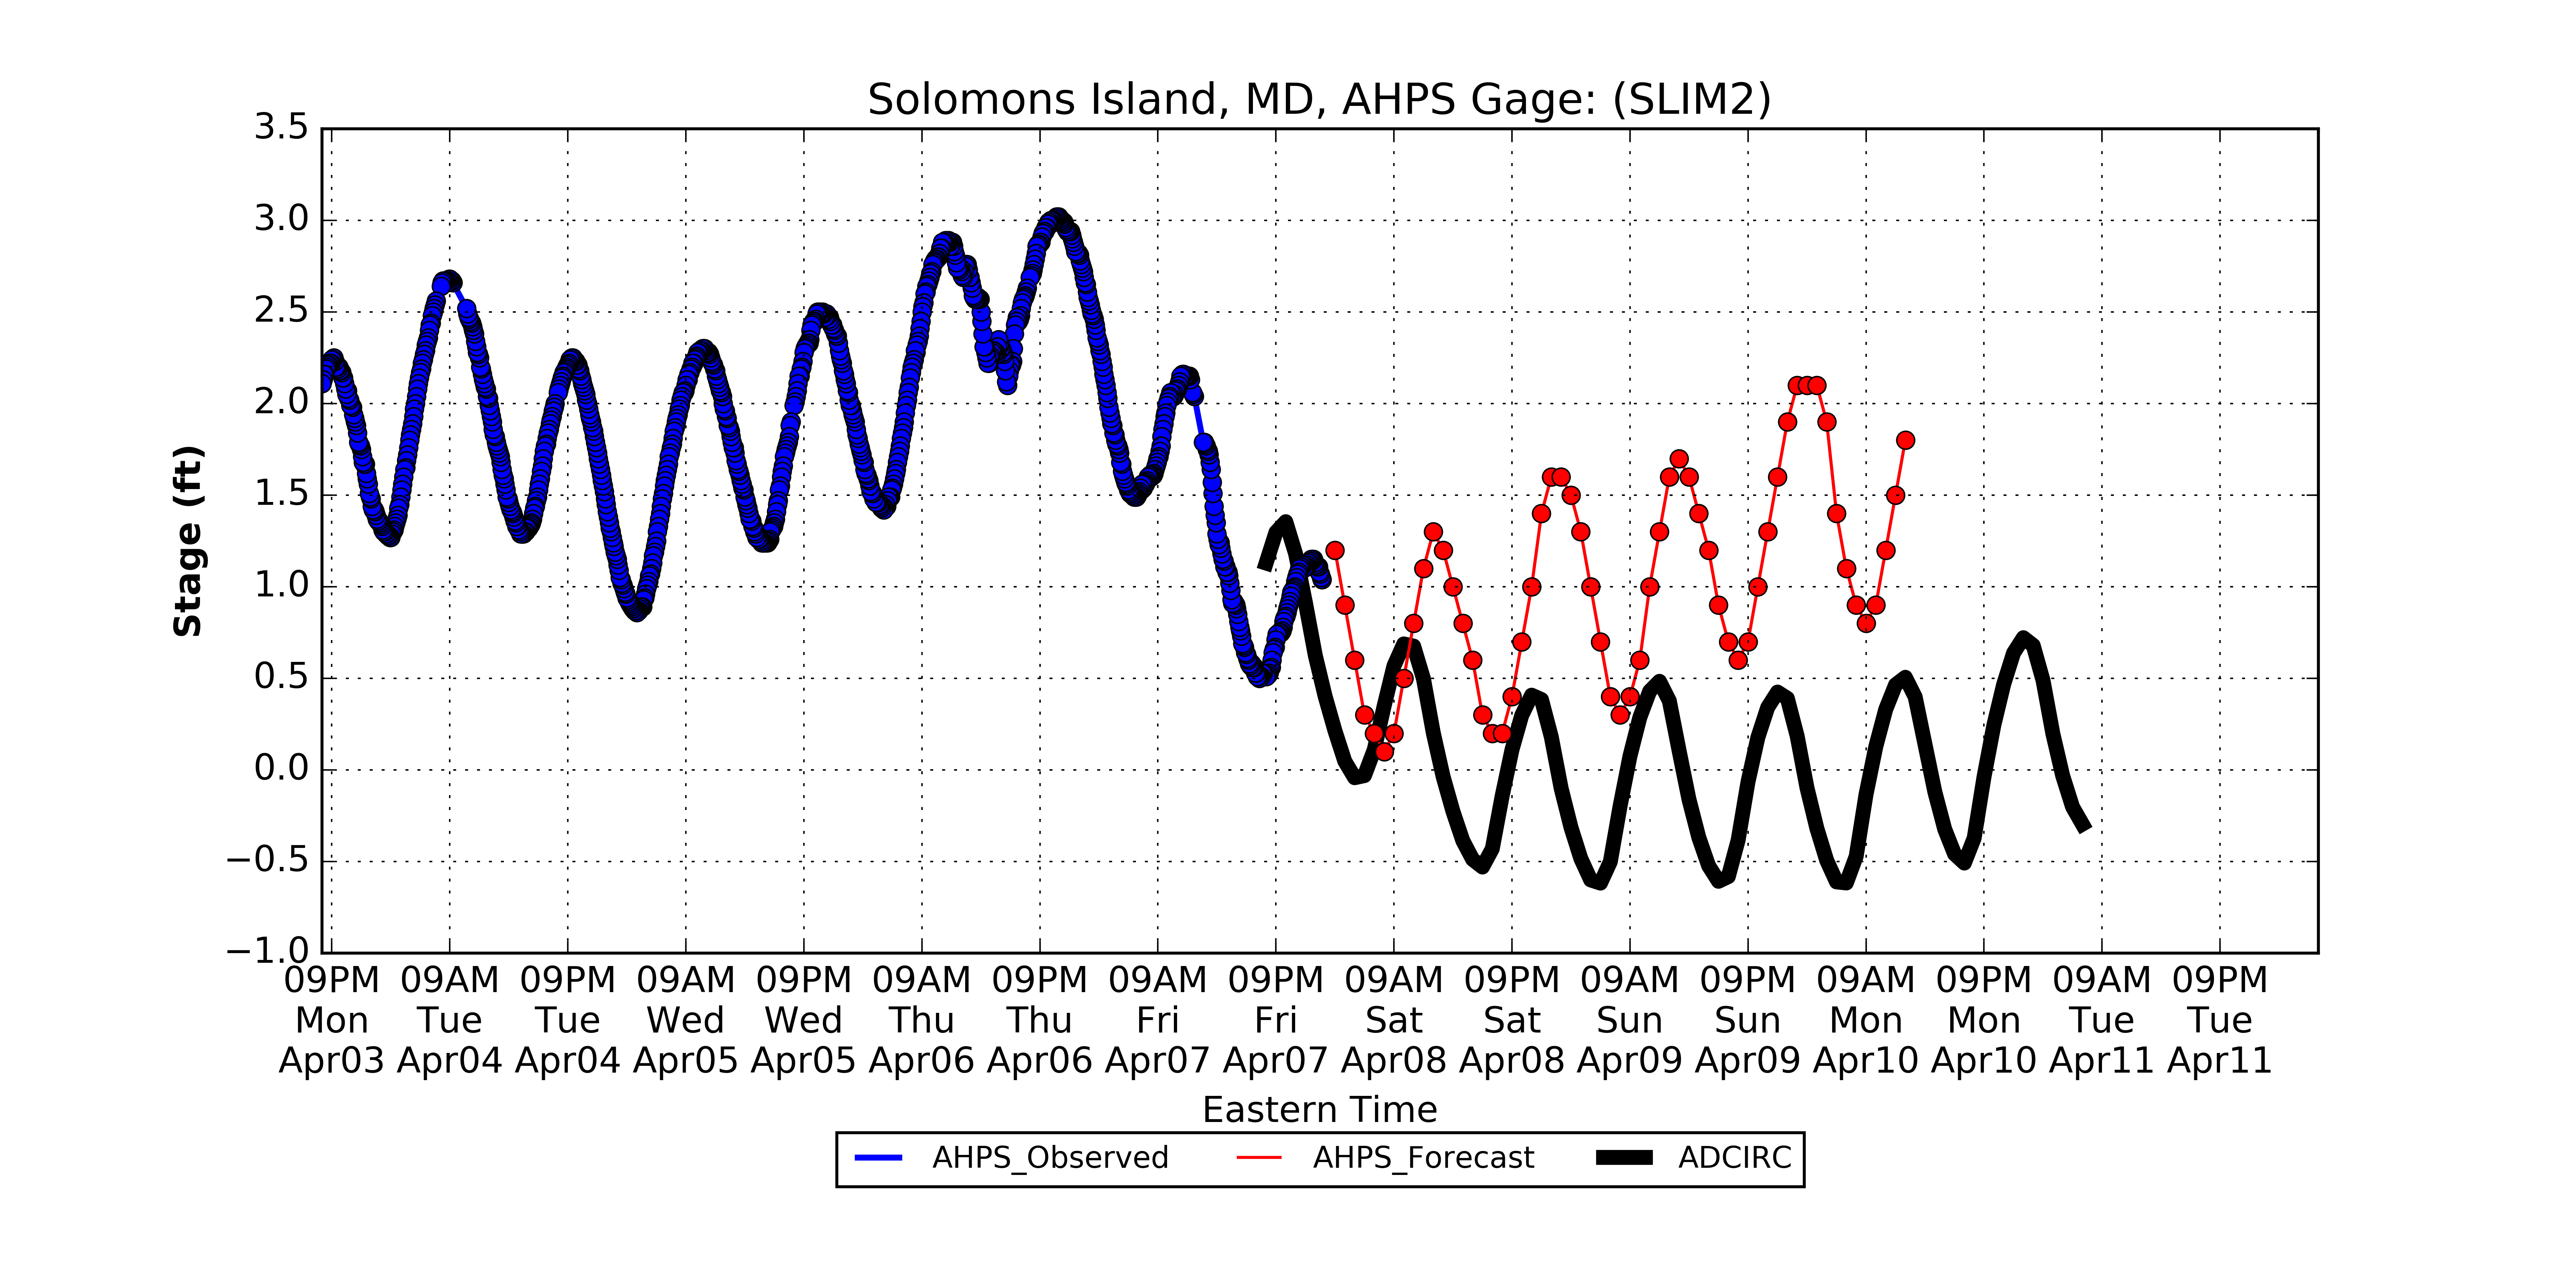 Solomons Island, MD, AHPS Gage: (SLIM2)
Stage (ft)
3.5
3.0
2.5
2.0
1.5
1.0
0.5
0.0
−0.5
−1.0
09PM 09AM 09PM 09AM 09PM 09AM 09PM 09AM 09PM 09AM 09PM 09AM 09PM 09AM 09PM 09AM 09PM
Mon Tue Tue Wed Wed Thu Thu Fri Fri Sat Sat Sun Sun Mon Mon Tue Tue
Apr03 Apr04 Apr04 Apr05 Apr05 Apr06 Apr06 Apr07 Apr07 Apr08 Apr08 Apr09 Apr09 Apr10 Apr10 Apr11 Apr11
Eastern Time
AHPS_Observed AHPS_Forecast ADCIRC